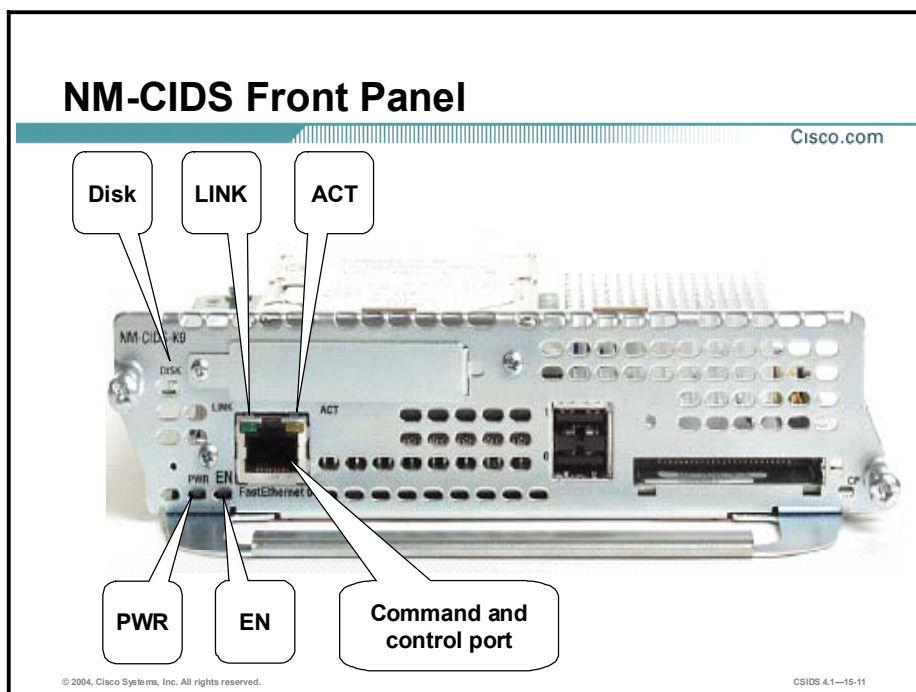 NM-CIDS Front Panel
Cisco.com
Disk
LINK
ACT
NM-CIDS-K9
DISK
LINK
ACT
1
0
PWR EN
FastEthernet 0
CF
PWR
EN
Command and
control port
© 2004, Cisco Systems, Inc. All rights reserved.
CSIDS 4.1—15-11